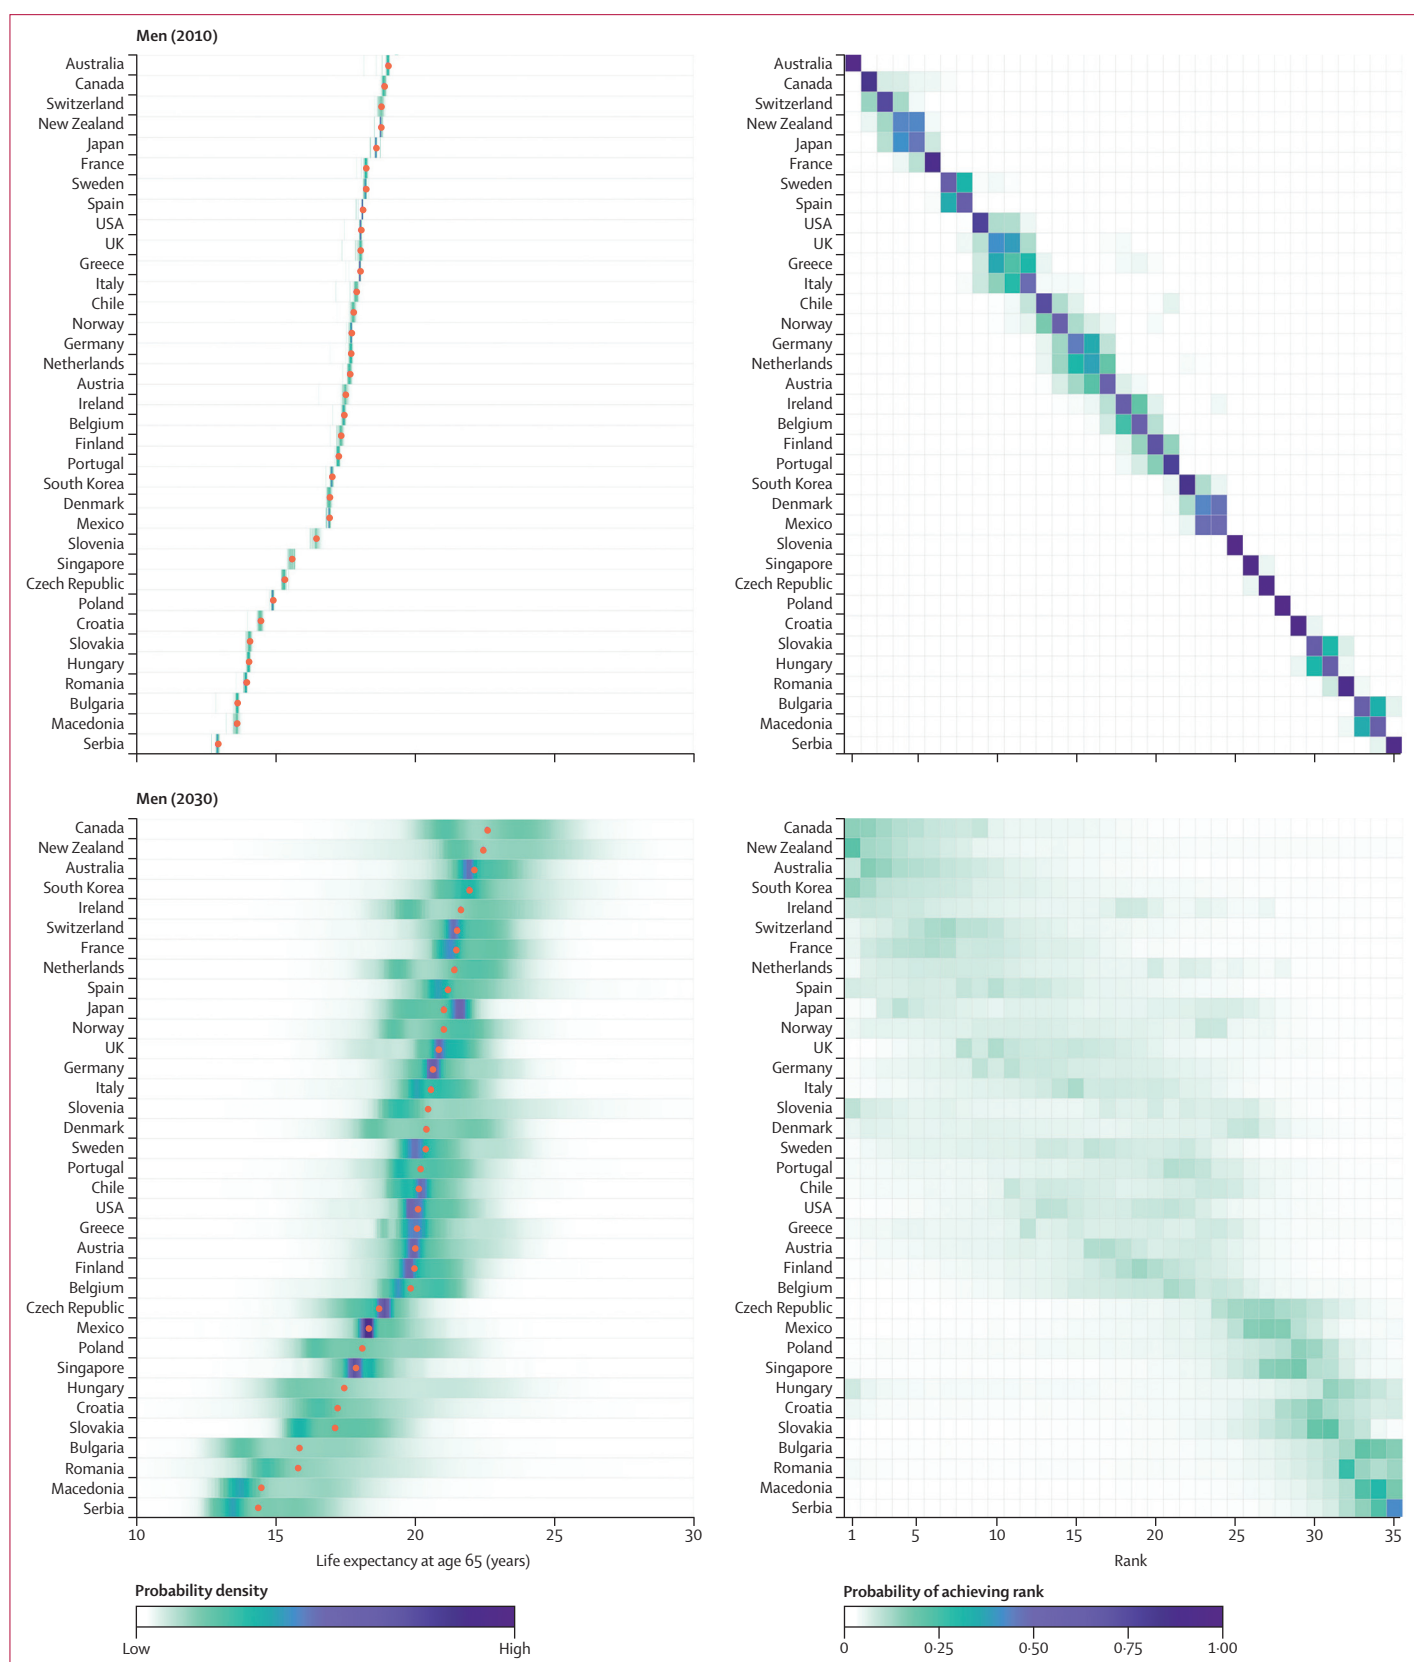 Men (2010)
Australia
Canada
Switzerland
New Zealand
Japan
France
Sweden
Spain
USA
UK
Greece
Italy
Chile
Norway
Germany
Netherlands
Austria
Ireland
Belgium
Finland
Portugal
South Korea
Denmark
Mexico
Slovenia
Singapore
Czech Republic
Poland
Croatia
Slovakia
Hungary
Romania
Bulgaria
Macedonia
Serbia
Australia
Canada
Switzerland
New Zealand
Japan
France
Sweden
Spain
USA
UK
Greece
Italy
Chile
Norway
Germany
Netherlands
Austria
Ireland
Belgium
Finland
Portugal
South Korea
Denmark
Mexico
Slovenia
Singapore
Czech Republic
Poland
Croatia
Slovakia
Hungary
Romania
Bulgaria
Macedonia
Serbia
Men (2030)
Canada
New Zealand
Australia
South Korea
Ireland
Switzerland
France
Netherlands
Spain
Japan
Norway
UK
Germany
Italy
Slovenia
Denmark
Sweden
Portugal
Chile
USA
Greece
Austria
Finland
Belgium
Czech Republic
Mexico
Poland
Singapore
Hungary
Croatia
Slovakia
Bulgaria
Romania
Macedonia
Serbia
10 15 20 25 30
Life expectancy at age 65 (years)
Canada
New Zealand
Australia
South Korea
Ireland
Switzerland
France
Netherlands
Spain
Japan
Norway
UK
Germany
Italy
Slovenia
Denmark
Sweden
Portugal
Chile
USA
Greece
Austria
Finland
Belgium
Czech Republic
Mexico
Poland
Singapore
Hungary
Croatia
Slovakia
Bulgaria
Romania
Macedonia
Serbia
1 5 10 15 20 25 30 35
Rank
Probability density
Low High
Probability of achieving rank
0 0·25 0·50 0·75 1·00